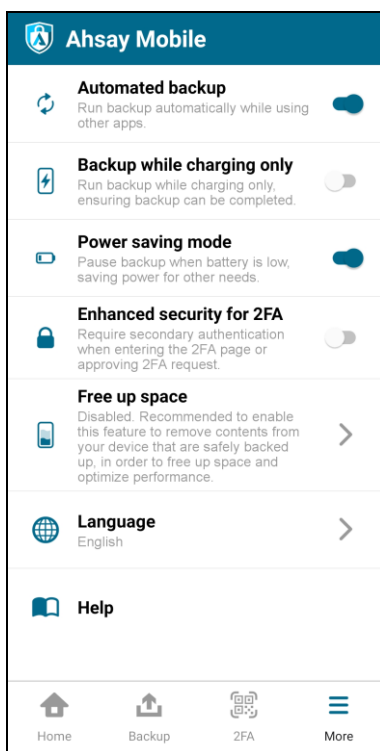 Ahsay Mobile
Automated backup
Run backup automatically while using
other apps.
Backup while charging only
Run backup while charging only,
ensuring backup can be completed.
Power saving mode
Pause backup when battery is low,
saving power for other needs.
Enhanced security for 2FA
Require secondary authentication
when entering the 2FA page or
approving 2FA request.
Free up space
Disabled. Recommended to enable
this feature to remove contents from
your device that are safely backed
up, in order to free up space and
optimize performance.
Language
English
Help
Home
Backup
2FA
More